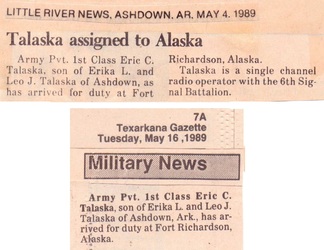 LITTLE RIVER NEWS, ASHDOWN, AR. MAY 4, 1989
Talaska assigned to Alaska
Army Pvt. 1st Class Eric C.
Talaska, son of Erika L. and
Leo J. Talaska of Ashdown, as
has arrived for duty at Fort
Richardson, Alaska.
Talaska is a single channel
radio operator with the 6th Sig-
nal Battalion.
7A
Texarkana Gazette
Tuesday, May 16 ,1989
Military News
Army Pvt. 1st Class Eric C.
Talaska, son of Erika L. and Leo J.
Talaska of Ashdown, Ark., has ar-
rived for duty at Fort Richardson,
Alaska.